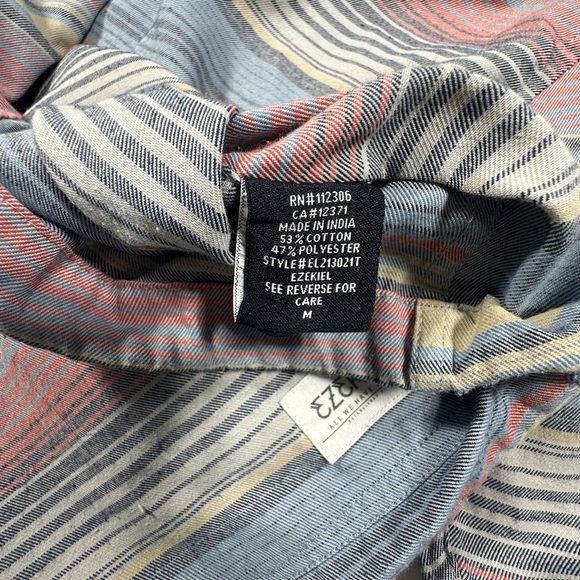 RN#112306
CA#12371
MADE IN INDIA
53% COTTON
47% POLYESTER
STYLE#EL213021T
EZEKIEL
SEE REVERSE FOR
CARE
M